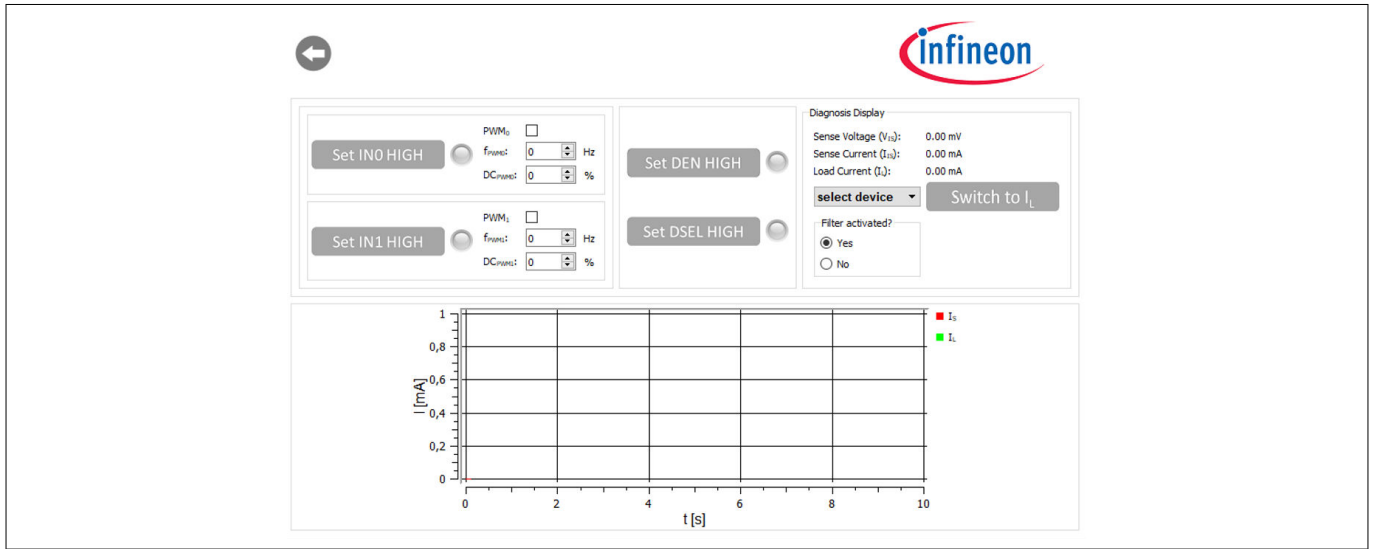 infineon
Set IN0 HIGH
PWM₀
fPWM0: 0 Hz
DCPWM0: 0 %
Set IN1 HIGH
PWM₁
fPWM1: 0 Hz
DCPWM1: 0 %
Set DEN HIGH
Set DSEL HIGH
Diagnosis Display
Sense Voltage (VIS): 0.00 mV
Sense Current (IIS): 0.00 mA
Load Current (IL): 0.00 mA
select device
Switch to IL
Filter activated?
Yes
No
I [mA]
1
0,8
0,6
0,4
0,2
0
0 2 4 6 8 10
t [s]
IS
IL